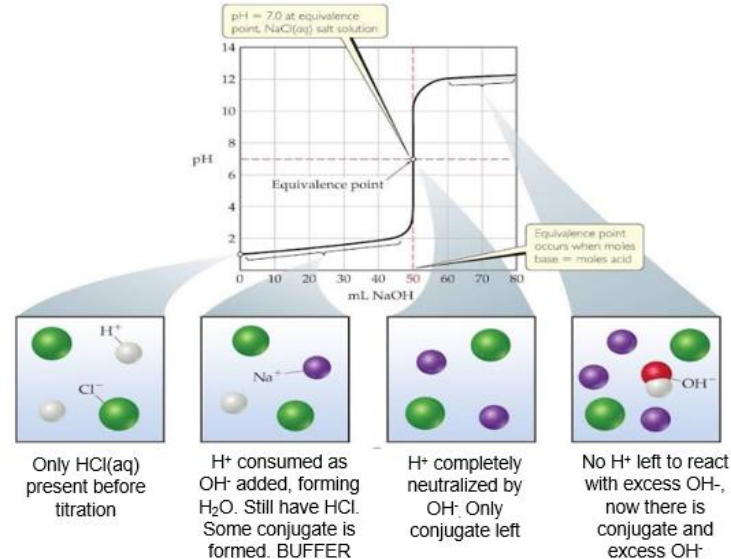 pH = 7.0 at equivalence
point, NaCl(aq) salt solution
14
12
10
8
6
4
2
pH
Equivalence point
Equivalence point
occurs when moles
base = moles acid
0
10
20
30
40
50
60
70
80
mL NaOH
H⁺
Cl⁻
Na⁺
OH⁻
Only HCl(aq)
present before
titration
H⁺ consumed as
OH⁻ added, forming
H₂O. Still have HCl.
Some conjugate is
formed. BUFFER
H⁺ completely
neutralized by
OH⁻. Only
conjugate left
No H⁺ left to react
with excess OH-,
now there is
conjugate and
excess OH⁻